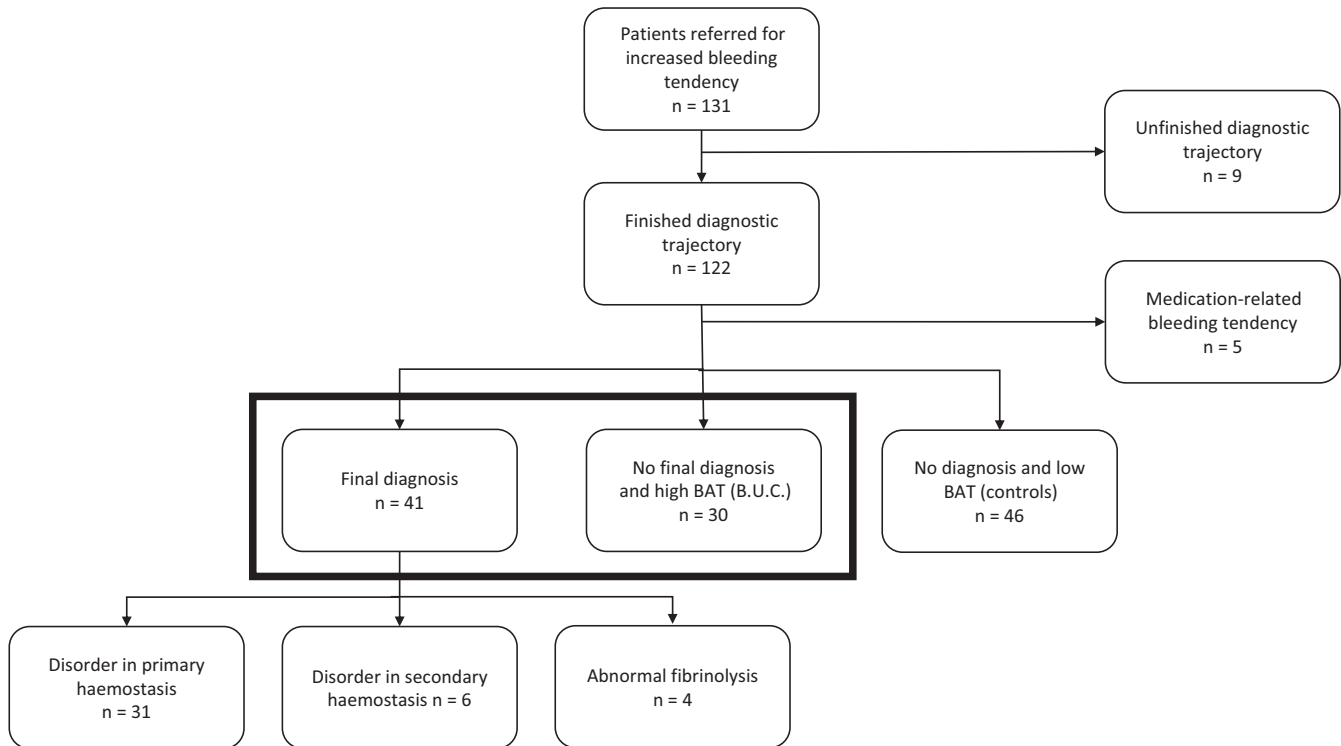 Patients referred for
increased bleeding
tendency
n = 131
Unfinished diagnostic
trajectory
n = 9
Finished diagnostic
trajectory
n = 122
Medication-related
bleeding tendency
n = 5
Final diagnosis
n = 41
No final diagnosis
and high BAT (B.U.C.)
n = 30
No diagnosis and low
BAT (controls)
n = 46
Disorder in primary
haemostasis
n = 31
Disorder in secondary
haemostasis n = 6
Abnormal fibrinolysis
n = 4